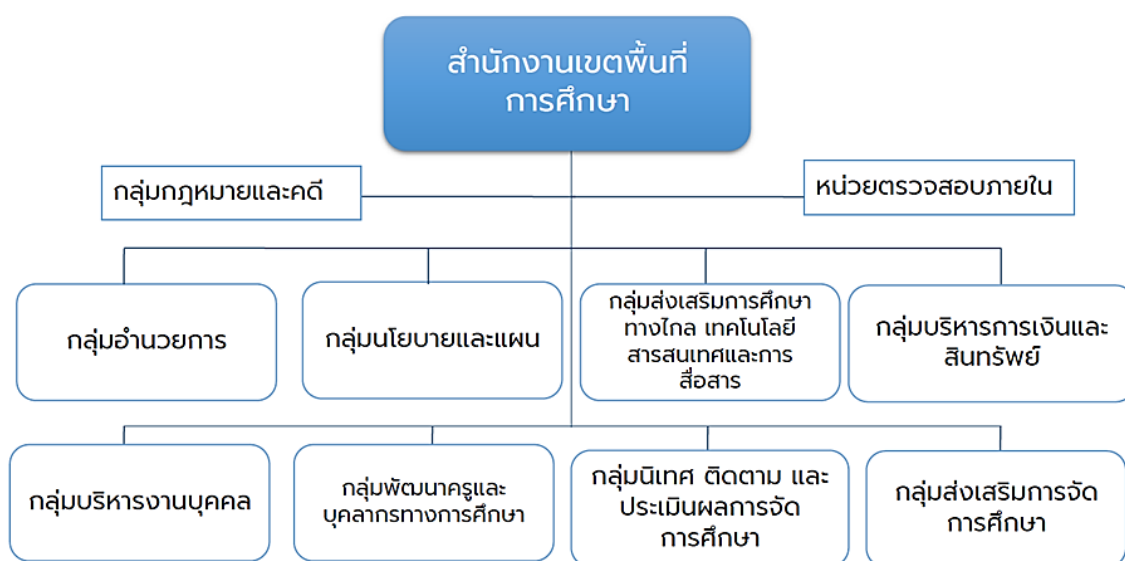 สำนักงานเขตพื้นที่
การศึกษา
กลุ่มกฎหมายและคดี
หน่วยตรวจสอบภายใน
กลุ่มอำนวยการ
กลุ่มนโยบายและแผน
กลุ่มส่งเสริมการศึกษา
ทางไกล เทคโนโลยี
สารสนเทศและการ
สื่อสาร
กลุ่มบริหารการเงินและ
สินทรัพย์
กลุ่มบริหารงานบุคคล
กลุ่มพัฒนาครูและ
บุคลากรทางการศึกษา
กลุ่มนิเทศ ติดตาม และ
ประเมินผลการจัด
การศึกษา
กลุ่มส่งเสริมการจัด
การศึกษา